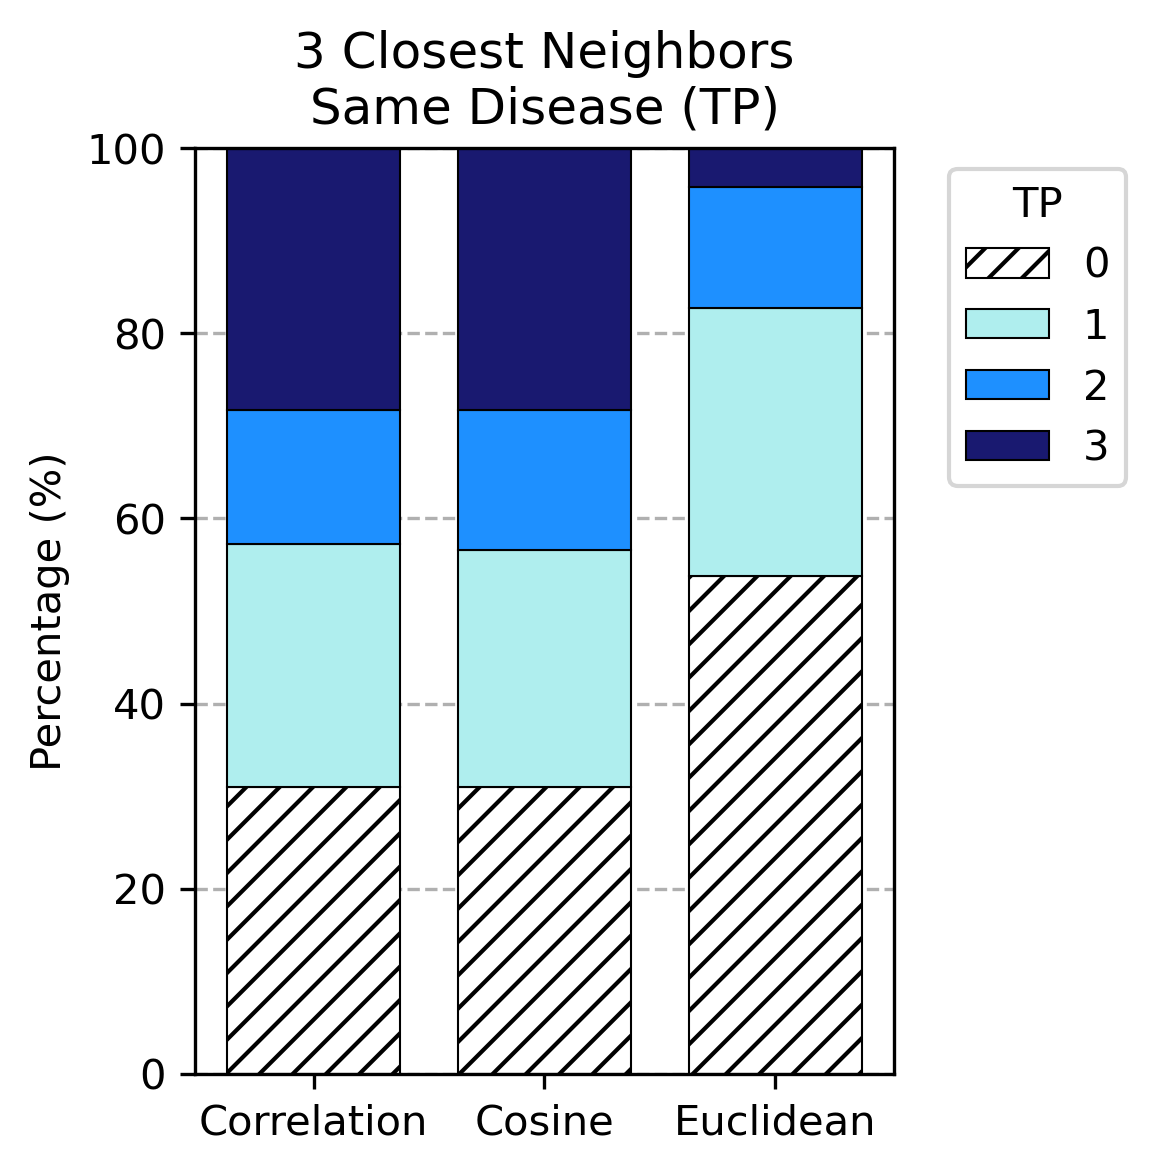 3 Closest Neighbors
Same Disease (TP)
Percentage (%)
100
80
60
40
20
0
Correlation Cosine Euclidean
TP
0
1
2
3